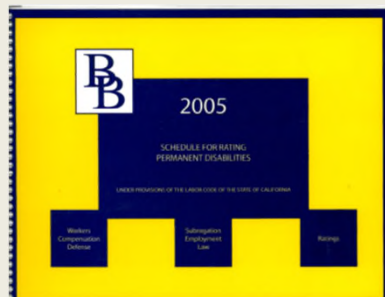 BB
2005
SCHEDULE FOR RATING
PERMANENT DISABILITIES
UNDER PROVISIONS OF THE LABOR CODE OF THE STATE OF CALIFORNIA
Workers
Compensation
Defense
Subrogation
Employment
Law
Ratings